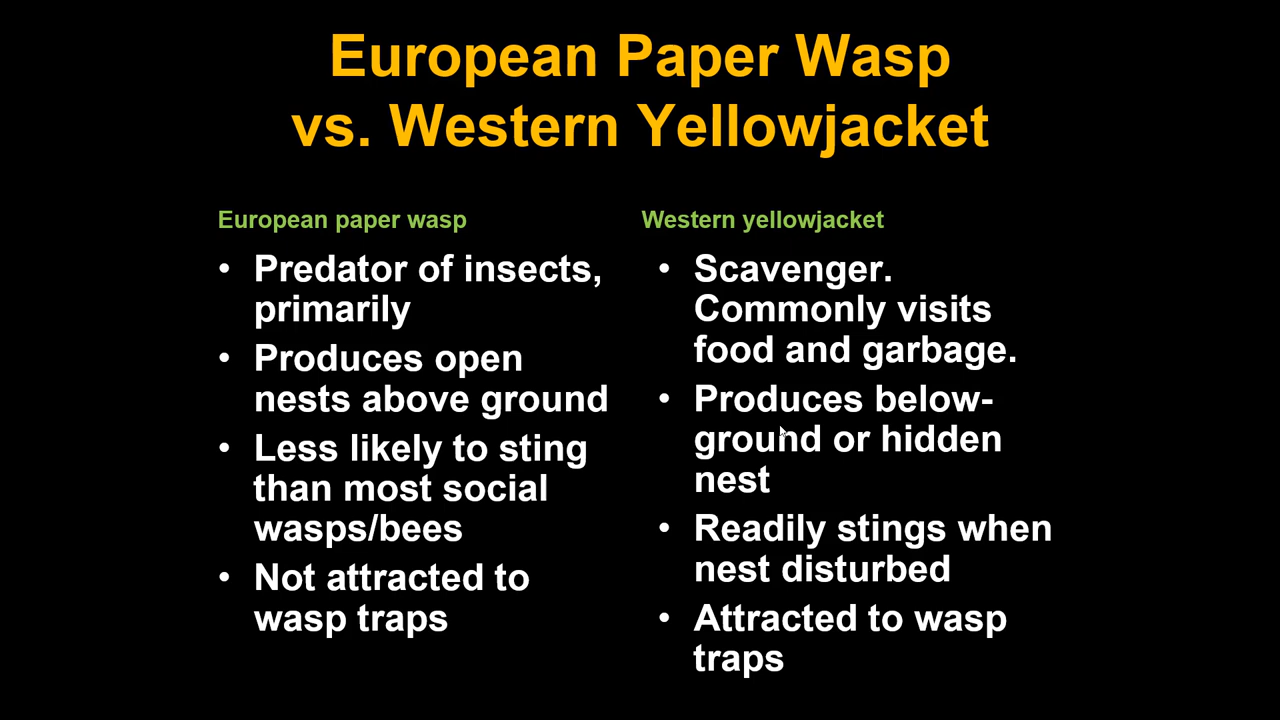 European Paper Wasp
vs. Western Yellowjacket
European paper wasp
• Predator of insects,
primarily
• Produces open
nests above ground
• Less likely to sting
than most social
wasps/bees
• Not attracted to
wasp traps
Western yellowjacket
• Scavenger.
Commonly visits
food and garbage.
• Produces below-
ground or hidden
nest
• Readily stings when
nest disturbed
• Attracted to wasp
traps